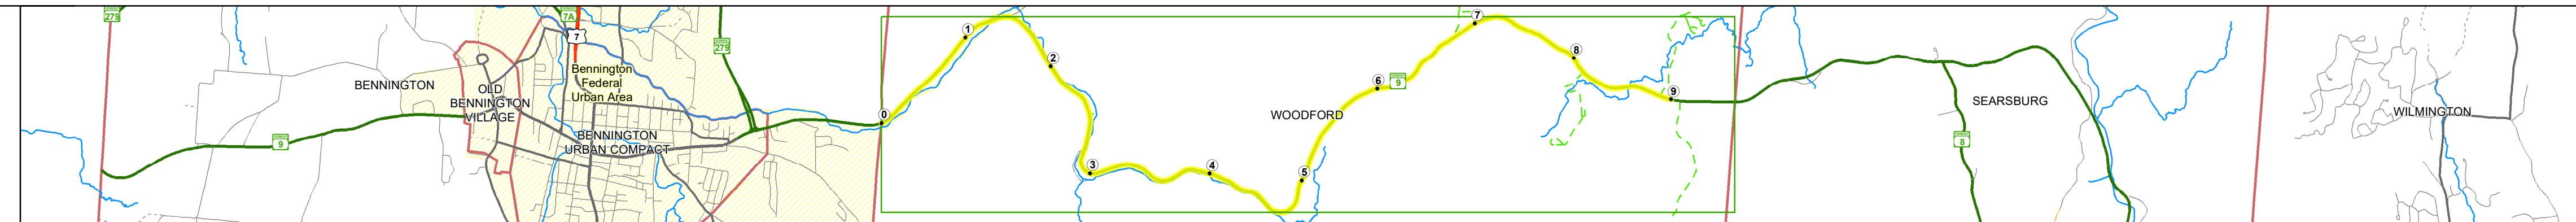 279
7A
7
279
BENNINGTON
Bennington
Federal
Urban Area
OLD
BENNINGTON
VILLAGE
BENNINGTON
URBAN COMPACT
9
0
1
2
3
4
5
6
9
7
8
9
WOODFORD
SEARSBURG
8
WILMINGTON